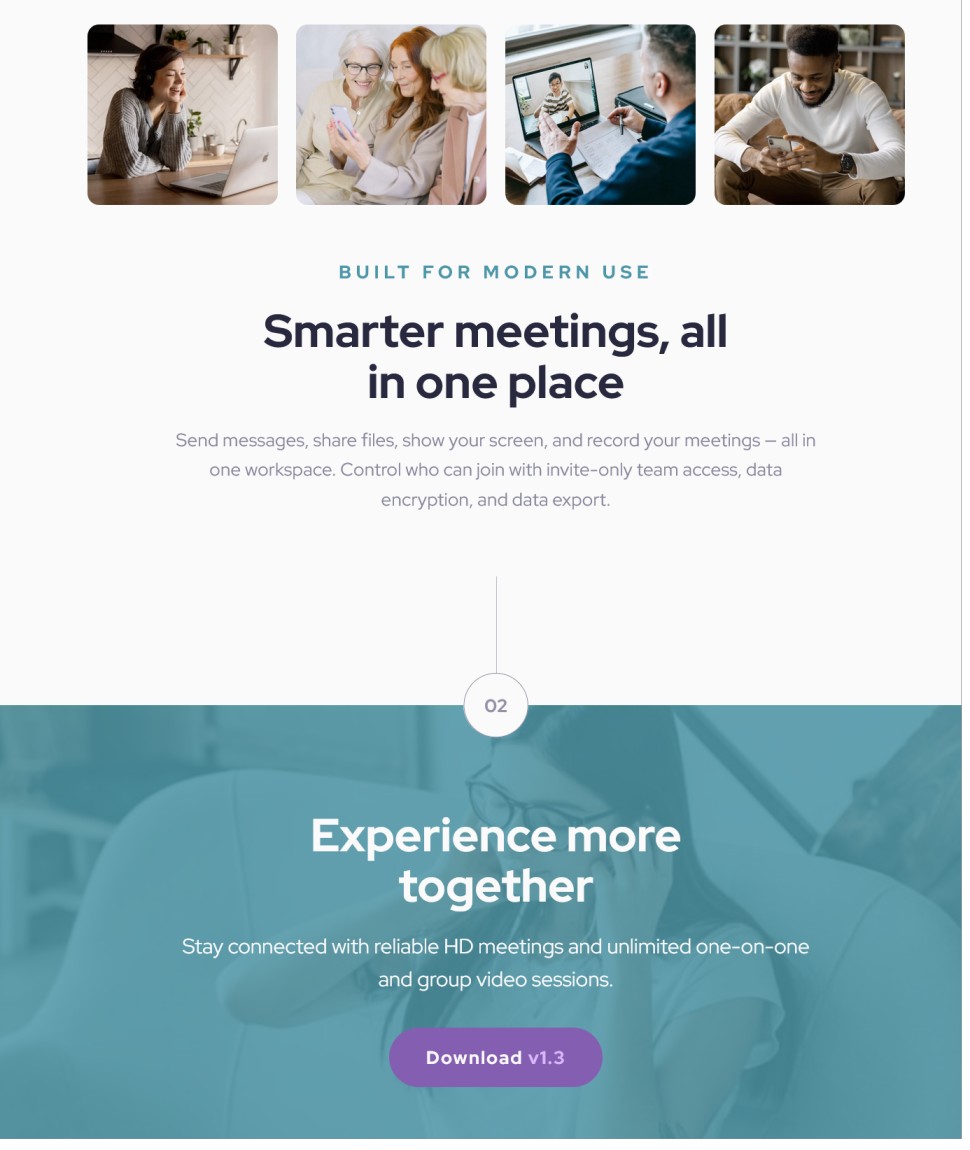 BUILT FOR MODERN USE
Smarter meetings, all
in one place
Send messages, share files, show your screen, and record your meetings — all in
one workspace. Control who can join with invite-only team access, data
encryption, and data export.
02
Experience more
together
Stay connected with reliable HD meetings and unlimited one-on-one
and group video sessions.
Download v1.3